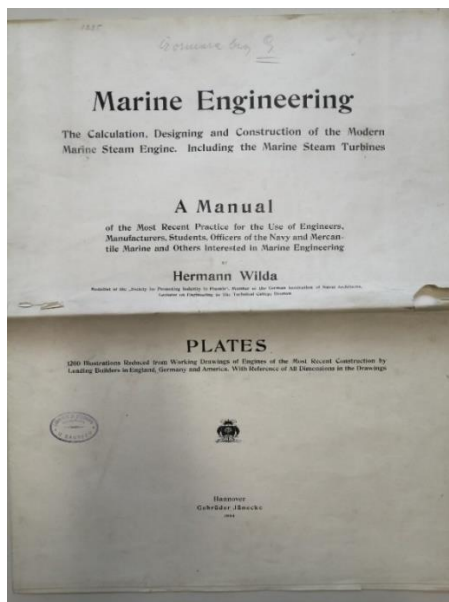 Marine Engineering
The Calculation, Designing and Construction of the Modern
Marine Steam Engine. Including the Marine Steam Turbines
A Manual
of the Most Recent Practice for the Use of Engineers,
Manufacturers, Students, Officers of the Navy and Mercan-
tile Marine and Others Interested in Marine Engineering
BY
Hermann Wilda
PLATES
1200 Illustrations Reduced from Working Drawings of Engines of the Most Recent Construction by
Leading Builders in England, Germany and America. With Reference of All Dimensions in the Drawings
Hannover
Gebrüder Jänecke